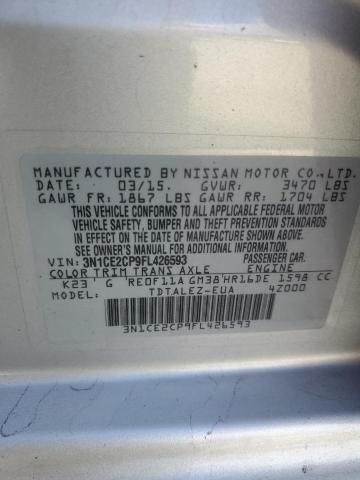 MANUFACTURED BY NISSAN MOTOR CO.,LTD.
DATE: 03/15. GVWR: 3470 LBS
GAWR FR: 1867 LBS GAWR RR: 1704 LBS
THIS VEHICLE CONFORMS TO ALL APPLICABLE FEDERAL MOTOR
VEHICLE SAFETY, BUMPER AND THEFT PREVENTION STANDARDS
IN EFFECT ON THE DATE OF MANUFACTURE SHOWN ABOVE.
SEE OWNER'S MANUAL OR LOADING INFORMATION.
VIN: 3N1CE2CP9FL426593 PASSENGER CAR.
COLOR TRIM TRANS AXLE ENGINE
K23 G RE0F11A GM38 HR16DE 1598 CC
MODEL: TDTALEZ-EUA 4Z000
3N1CE2CP9FL426593